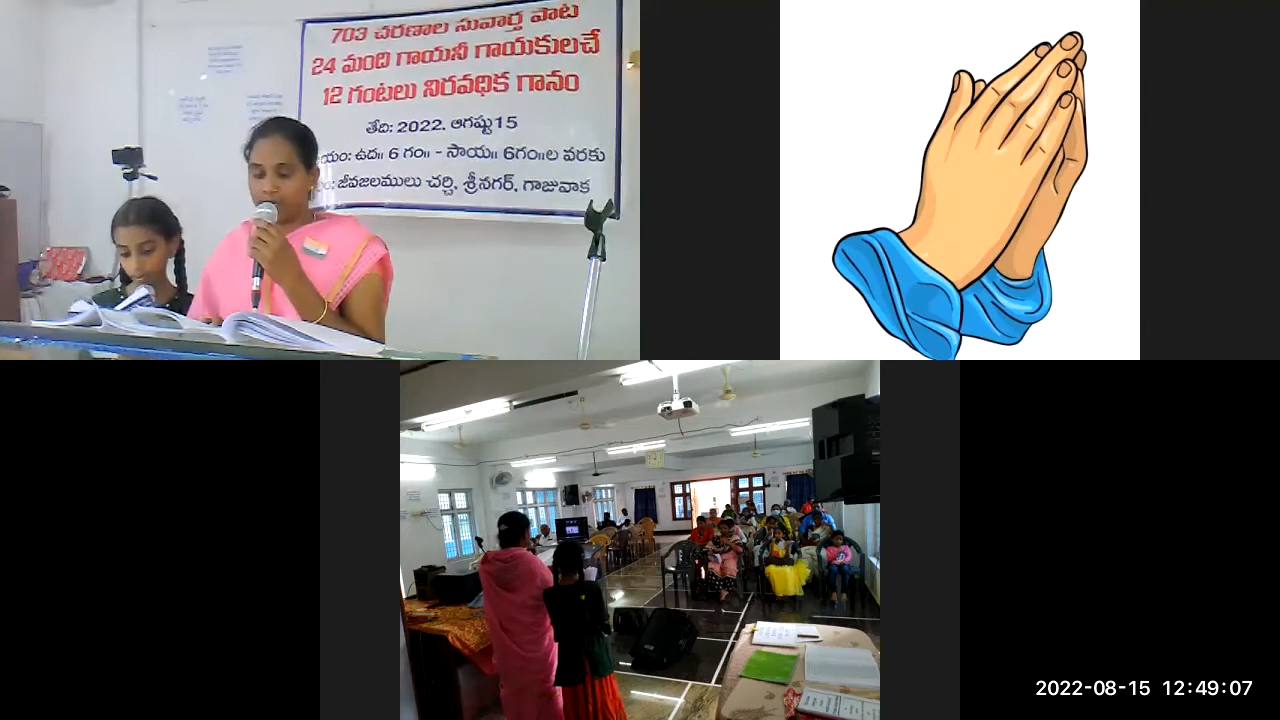 703 చరణాల సువార్త పాట
24 మంది గాయనీ గాయకులచే
12 గంటలు నిరవధిక గానం
తేది: 2022. ఆగష్టు 15
యం: ఉద॥ 6 గం॥ - సాయ॥ 6గం॥ల వరకు
జీవజలములు చర్చి, శ్రీనగర్, గాజువాక
2022-08-15 12:49:07